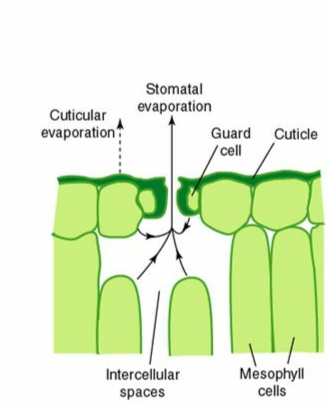 Stomatal
evaporation
Cuticular
evaporation
Guard
cell
Cuticle
Intercellular
spaces
Mesophyll
cells